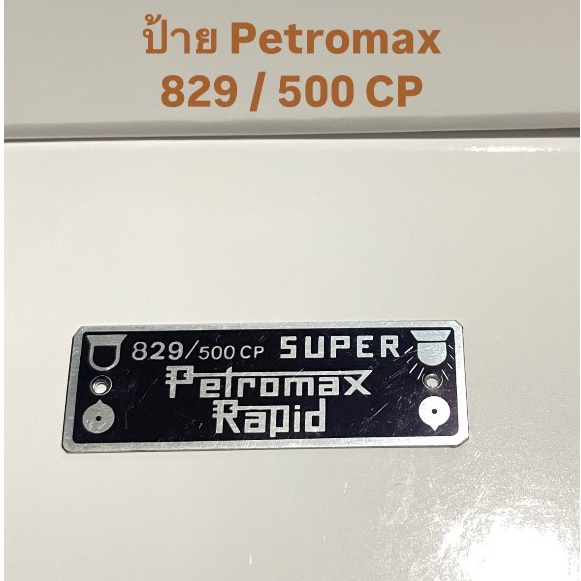 ป้าย Petromax
829 / 500 CP
829/500 CP SUPER
Petromax
Rapid